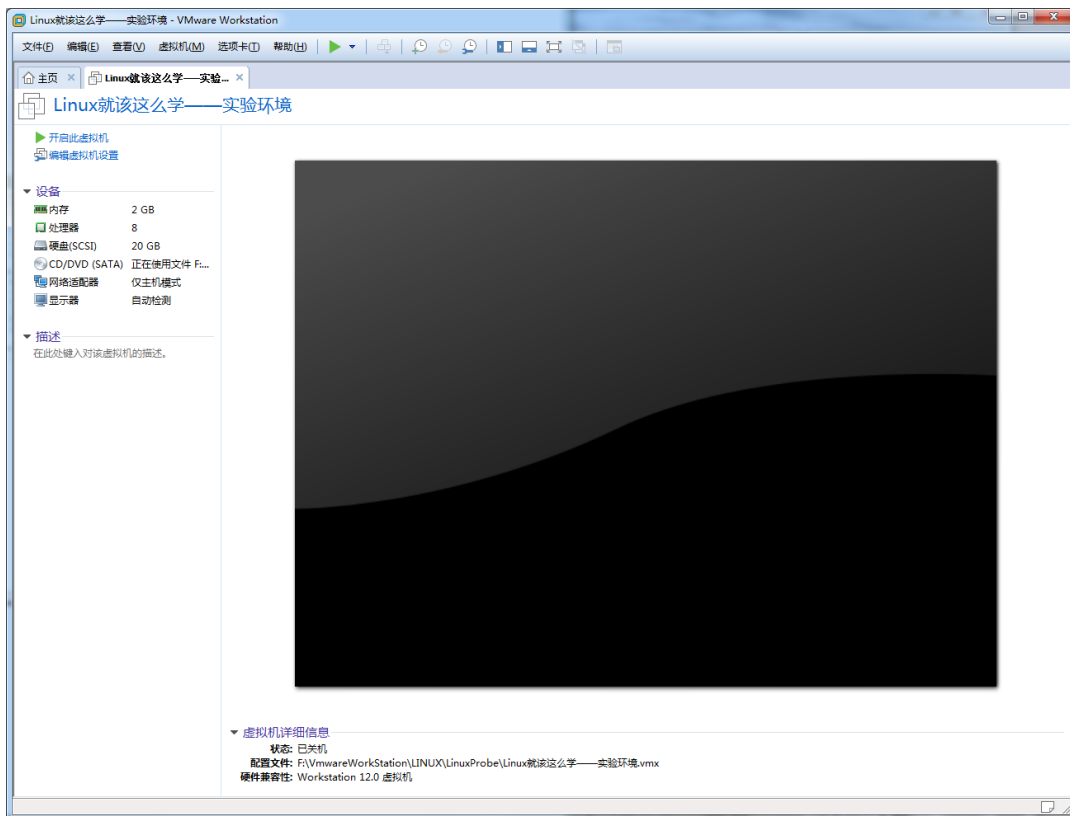 Linux就该这么学——实验环境 - VMware Workstation
文件(F) 编辑(E) 查看(V) 虚拟机(M) 选项卡(T) 帮助(H)
主页 Linux就该这么学——实验...
Linux就该这么学——实验环境
开启此虚拟机
编辑虚拟机设置
设备
内存 2 GB
处理器 8
硬盘(SCSI) 20 GB
CD/DVD (SATA) 正在使用文件 F:...
网络适配器 仅主机模式
显示器 自动检测
描述
在此处键入对该虚拟机的描述。
虚拟机详细信息
状态: 已关机
配置文件: F:\VmwareWorkStation\LINUX\LinuxProbe\Linux就该这么学——实验环境.vmx
硬件兼容性: Workstation 12.0 虚拟机